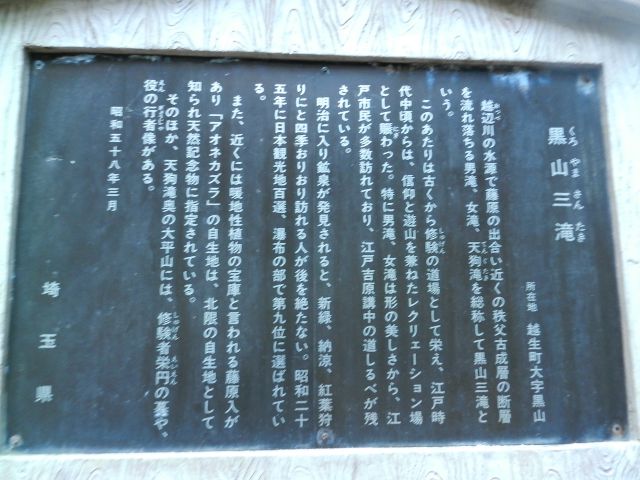 黒山三滝
くろやまさんたき
所在地　越生町大字黒山
越辺川の水源で藤原の出合い近くの秩父古成層の断層
を流れ落ちる男滝、女滝、天狗滝を総称して黒山三滝と
いう。
このあたりは古くから修験の道場として栄え、江戸時
代中頃からは、信仰と遊山を兼ねたレクリェーション場
として賑わった。特に男滝、女滝は形の美しさから、江
戸市民が多数訪れており、江戸吉原講中の道しるべが残
されている。
明治に入り鉱泉が発見されると、新緑、納涼、紅葉狩
りにと四季おりおり訪れる人が後を絶たない。昭和二十
五年に日本観光地百選、瀑布の部で第九位に選ばれてい
る。
また、近くには暖地性植物の宝庫と言われる藤原入が
あり「アオネカズラ」の自生地は、北限の自生地として
知られ天然記念物に指定されている。
そのほか、天狗滝奥の大平山には、修験者栄円の墓や、
役の行者像がある。
昭和五十八年三月
埼玉県